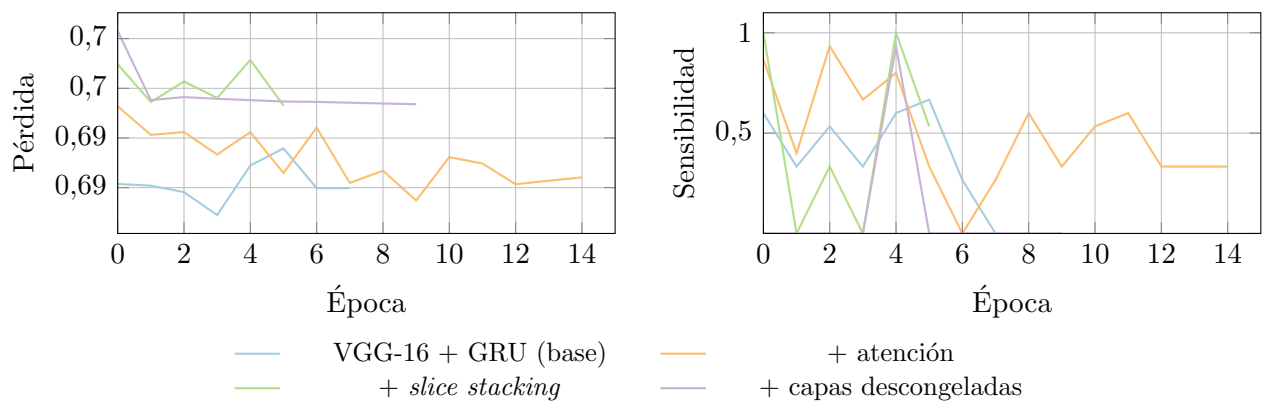 Pérdida
0,7
0,7
0,69
0,69
0 2 4 6 8 10 12 14
Época
Sensibilidad
1
0,5
0 2 4 6 8 10 12 14
Época
VGG-16 + GRU (base)
+ atención
+ slice stacking
+ capas descongeladas